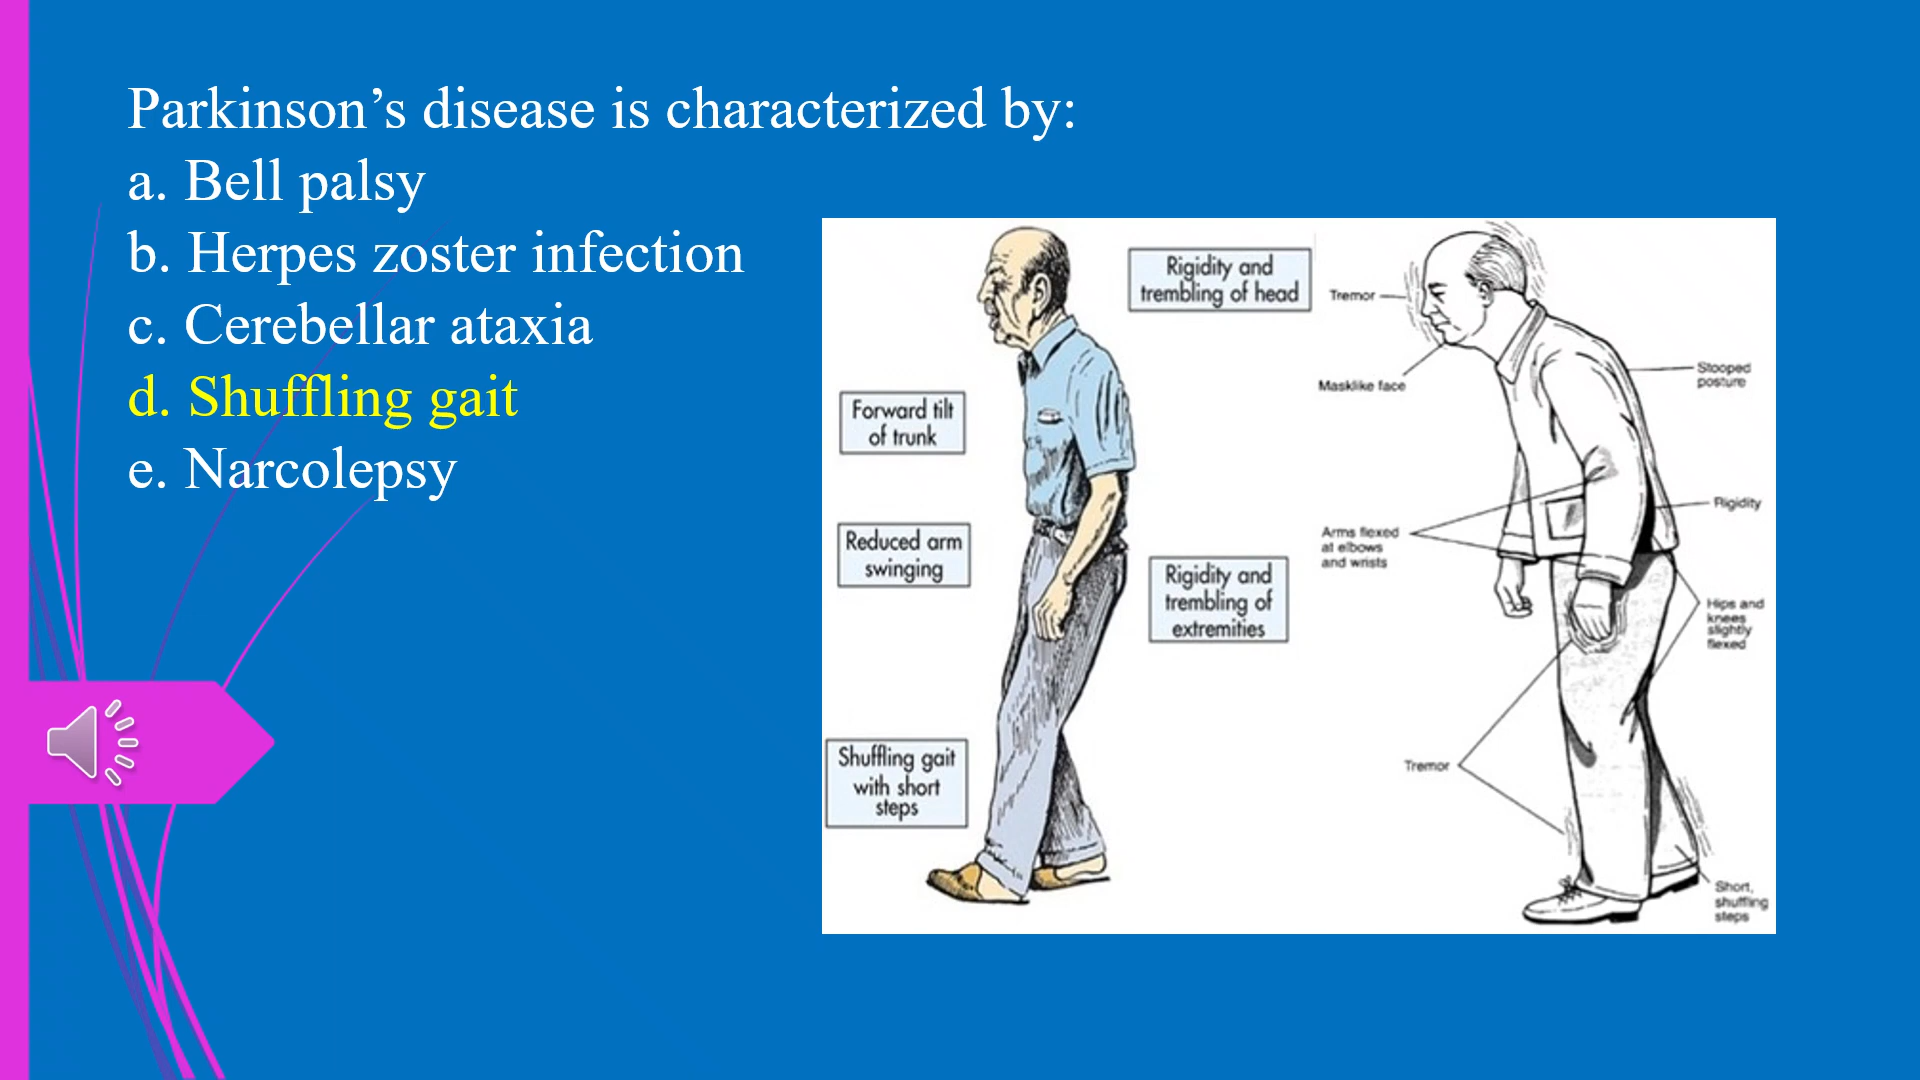 Parkinson’s disease is characterized by:
a. Bell palsy
b. Herpes zoster infection
c. Cerebellar ataxia
d. Shuffling gait
e. Narcolepsy
Rigidity and
trembling of head
Forward tilt
of trunk
Reduced arm
swinging
Rigidity and
trembling of
extremities
Shuffling gait
with short
steps
Tremor
Masklike face
Stooped
posture
Rigidity
Arms flexed
at elbows
and wrists
Hips and
knees
slightly
flexed
Tremor
Short,
shuffling
steps